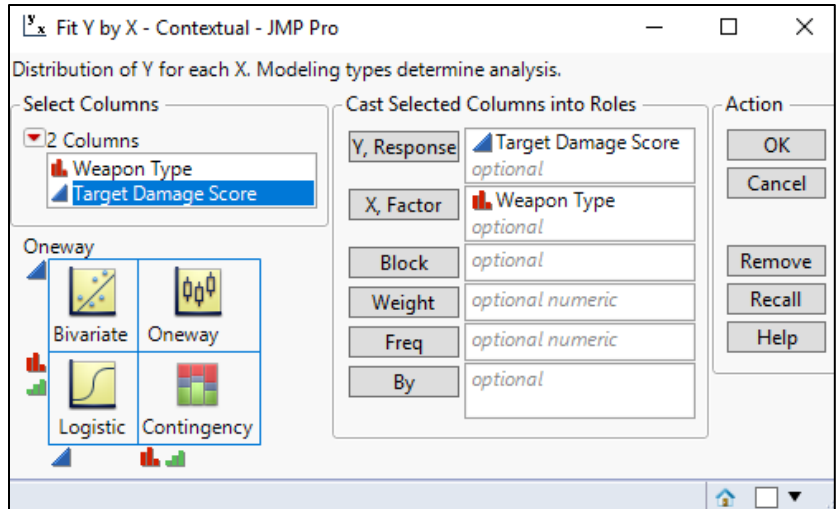 Fit Y by X - Contextual - JMP Pro
Distribution of Y for each X. Modeling types determine analysis.
Select Columns
2 Columns
Weapon Type
Target Damage Score
Oneway
Bivariate
Oneway
Logistic
Contingency
Cast Selected Columns into Roles
Y, Response
Target Damage Score
optional
X, Factor
Weapon Type
optional
Block
optional
Weight
optional numeric
Freq
optional numeric
By
optional
Action
OK
Cancel
Remove
Recall
Help